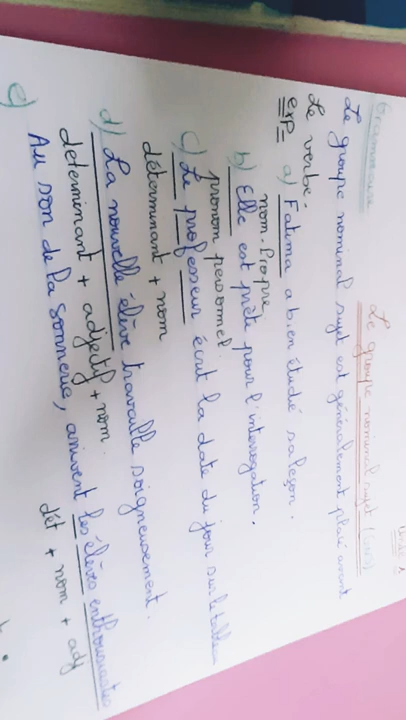 Grammaire
Le groupe nominal sujet (GNS)
Le groupe nominal sujet est généralement placé avant
Le verbe.
exp= a) Fatima a bien étudié sa leçon.
nom-Propre
b) Elle est prête pour l'interrogation.
pronom personnel.
c) Le professeur écrit la date du jour sur le tableau
déterminant + nom
d) La nouvelle élève travaille soigneusement.
determinant + adjectif + nom.
e) Au son de la sonnerie, arrivent les élèves enthousiastes
dét + nom + adj